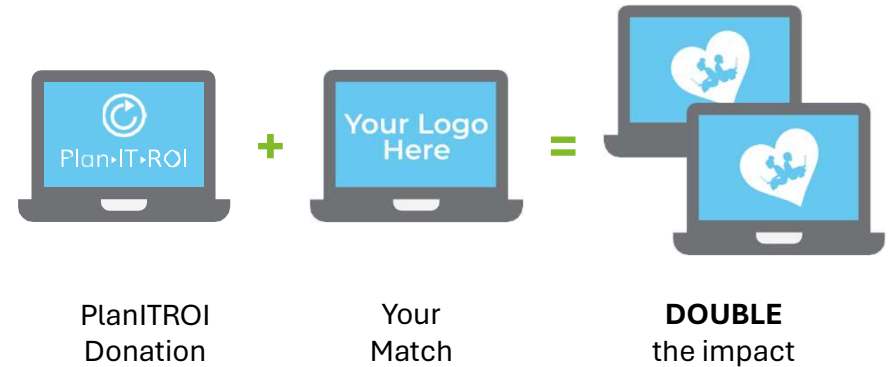 Plan▸IT▸ROI
+
Your Logo
Here
=
PlanITROI
Donation
Your
Match
DOUBLE
the impact